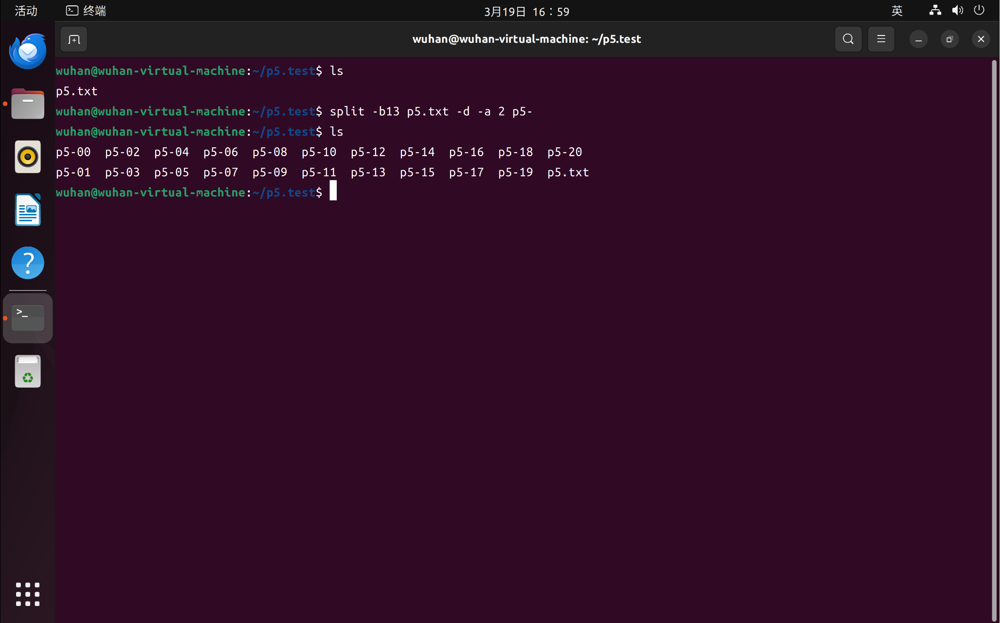 活动 终端 3月19日 16：59 英
wuhan@wuhan-virtual-machine: ~/p5.test
wuhan@wuhan-virtual-machine:~/p5.test$ ls
p5.txt
wuhan@wuhan-virtual-machine:~/p5.test$ split -b13 p5.txt -d -a 2 p5-
wuhan@wuhan-virtual-machine:~/p5.test$ ls
p5-00 p5-02 p5-04 p5-06 p5-08 p5-10 p5-12 p5-14 p5-16 p5-18 p5-20
p5-01 p5-03 p5-05 p5-07 p5-09 p5-11 p5-13 p5-15 p5-17 p5-19 p5.txt
wuhan@wuhan-virtual-machine:~/p5.test$